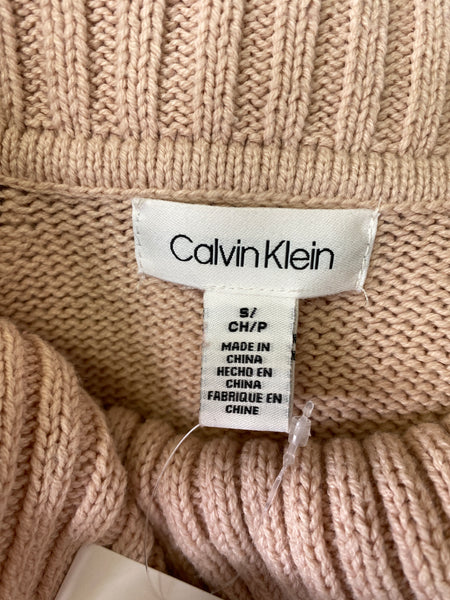 Calvin Klein
S/
CH/P
MADE IN
CHINA
HECHO EN
CHINA
FABRIQUE EN
CHINE